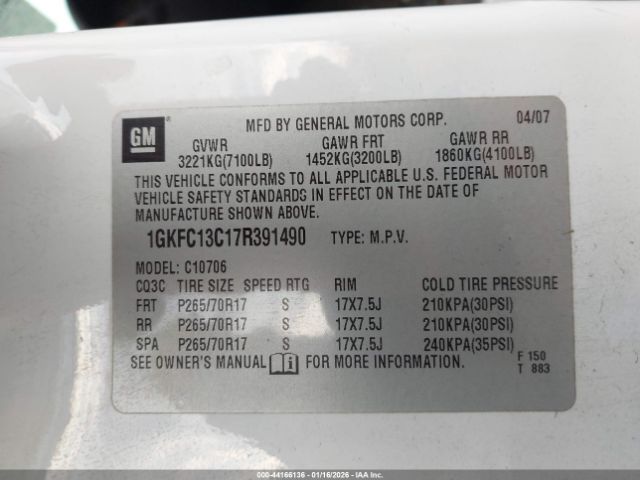 GM
MFD BY GENERAL MOTORS CORP. 04/07
GVWR GAWR FRT GAWR RR
3221KG(7100LB) 1452KG(3200LB) 1860KG(4100LB)
THIS VEHICLE CONFORMS TO ALL APPLICABLE U.S. FEDERAL MOTOR
VEHICLE SAFETY STANDARDS IN EFFECT ON THE DATE OF
MANUFACTURE SHOWN ABOVE.
1GKFC13C17R391490 TYPE: M.P.V.
MODEL: C10706
CQ3C TIRE SIZE SPEED RTG RIM COLD TIRE PRESSURE
FRT P265/70R17 S 17X7.5J 210KPA(30PSI)
RR P265/70R17 S 17X7.5J 210KPA(30PSI)
SPA P265/70R17 S 17X7.5J 240KPA(35PSI)
SEE OWNER'S MANUAL FOR MORE INFORMATION.
F 150
T 883
000-44166136 - 01/16/2026 - IAAI.COM